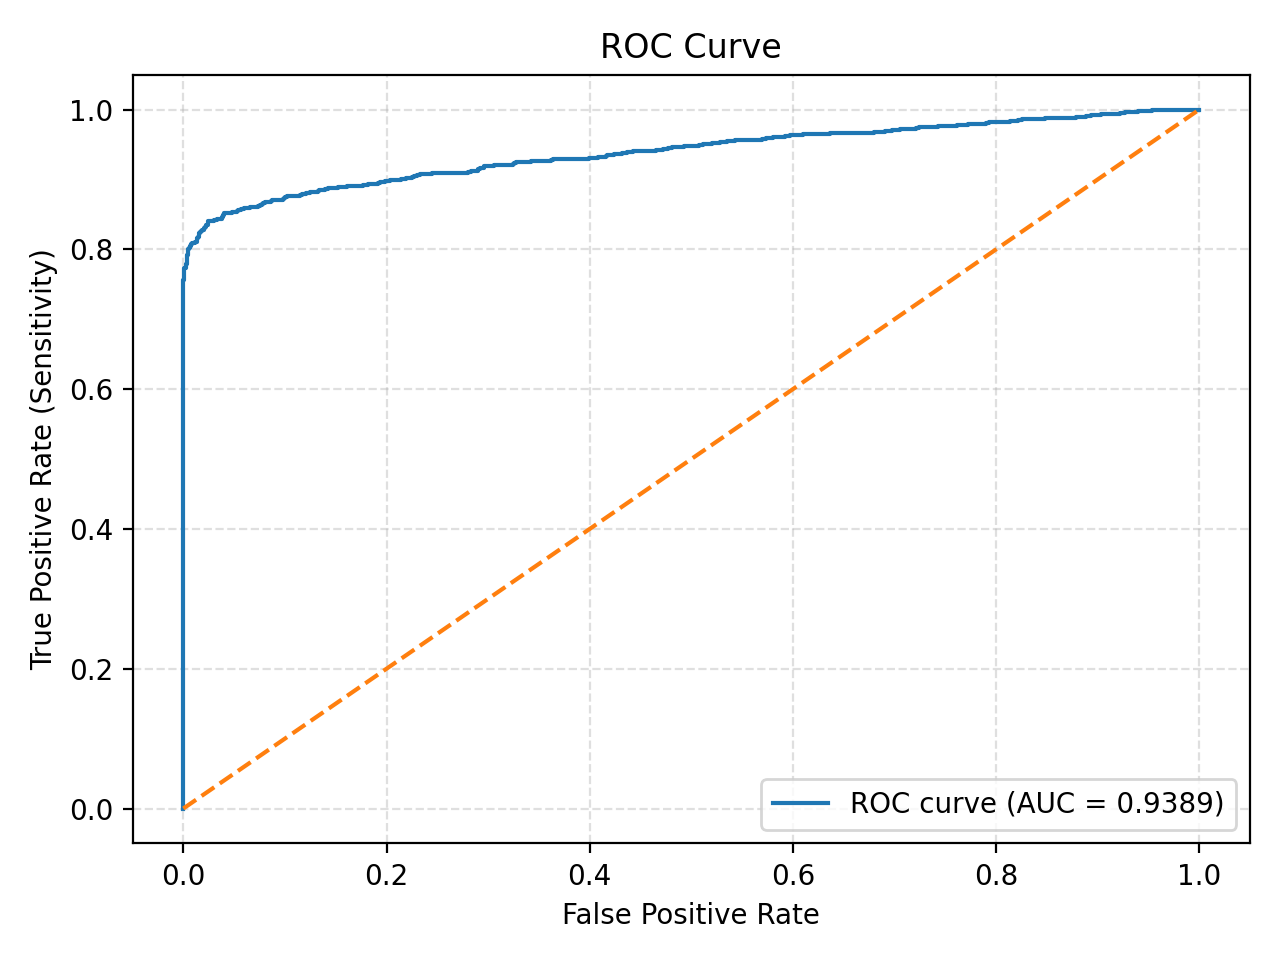 ROC Curve
True Positive Rate (Sensitivity)
1.0
0.8
0.6
0.4
0.2
0.0
ROC curve (AUC = 0.9389)
0.0 0.2 0.4 0.6 0.8 1.0
False Positive Rate